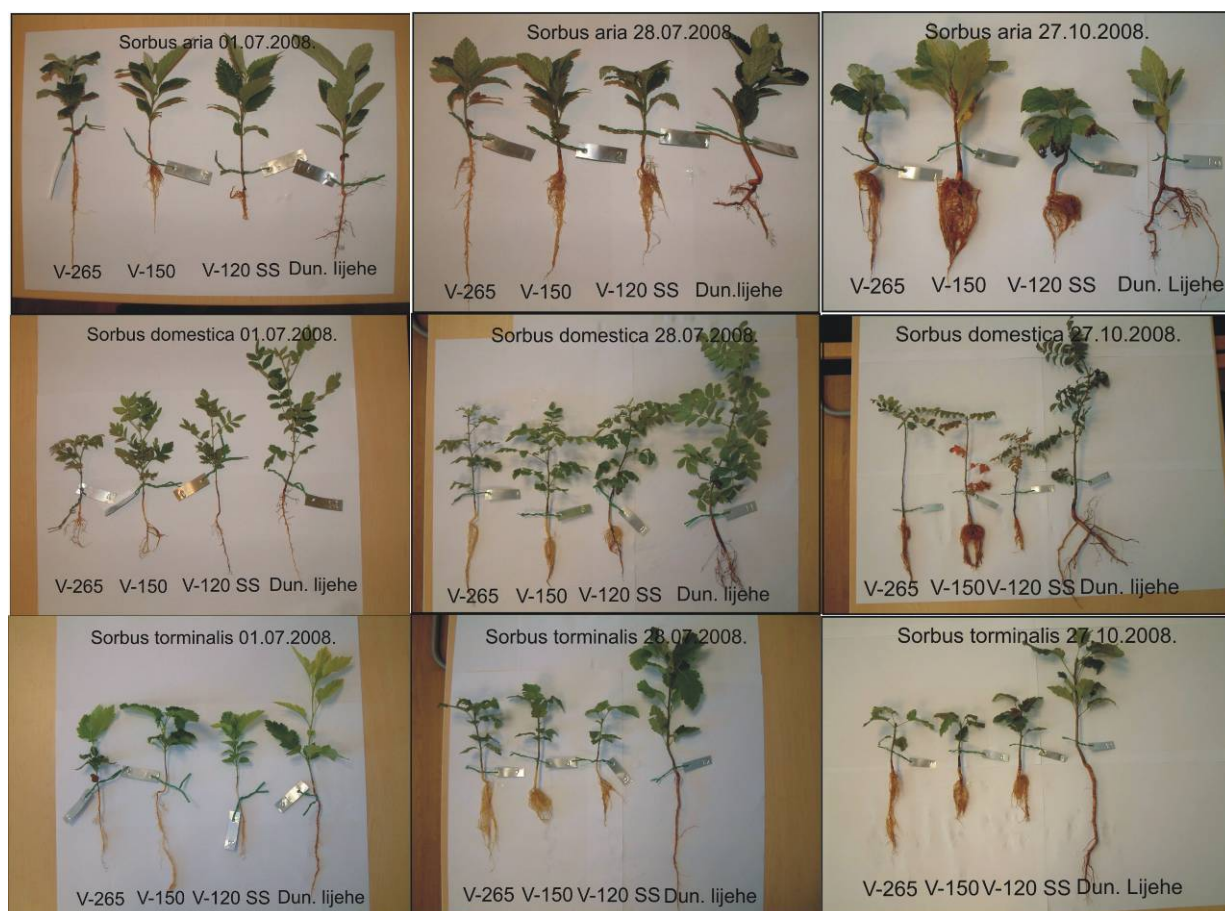 Sorbus aria 01.07.2008.
V-265 V-150 V-120 SS Dun. lijehe
Sorbus aria 28.07.2008.
V-265 V-150 V-120 SS Dun.lijehe
Sorbus aria 27.10.2008.
V-265 V-150 V-120 SS Dun. Lijehe
Sorbus domestica 01.07.2008.
V-265 V-150 V-120 SS Dun. lijehe
Sorbus domestica 28.07.2008.
V-265 V-150 V-120 SS Dun. lijehe
Sorbus domestica 27.10.2008.
V-265 V-150 V-120 SS Dun. lijehe
Sorbus torminalis 01.07.2008.
V-265 V-150 V-120 SS Dun. lijehe
Sorbus torminalis 28.07.2008.
V-265 V-150 V-120 SS Dun. lijehe
Sorbus torminalis 27.10.2008.
V-265 V-150 V-120 SS Dun. Lijehe